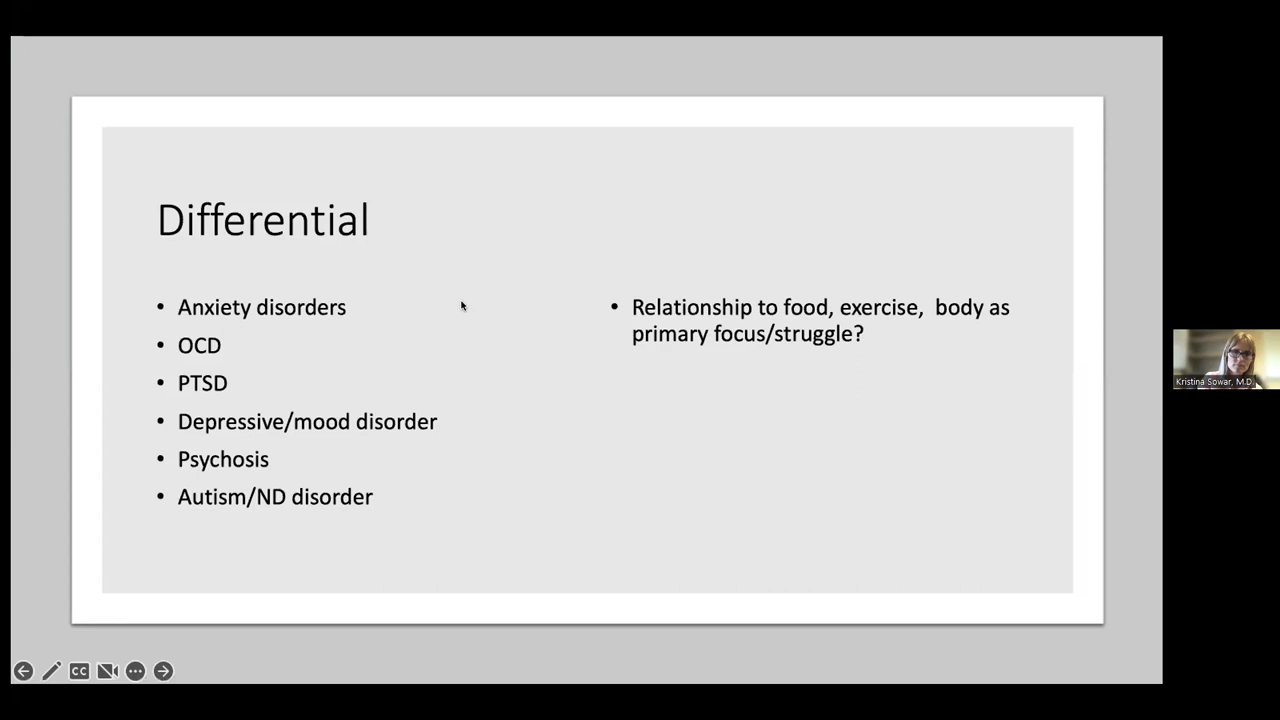 Differential
• Anxiety disorders
• OCD
• PTSD
• Depressive/mood disorder
• Psychosis
• Autism/ND disorder
• Relationship to food, exercise,  body as
primary focus/struggle?
Kristina Sowar, M.D.
CC